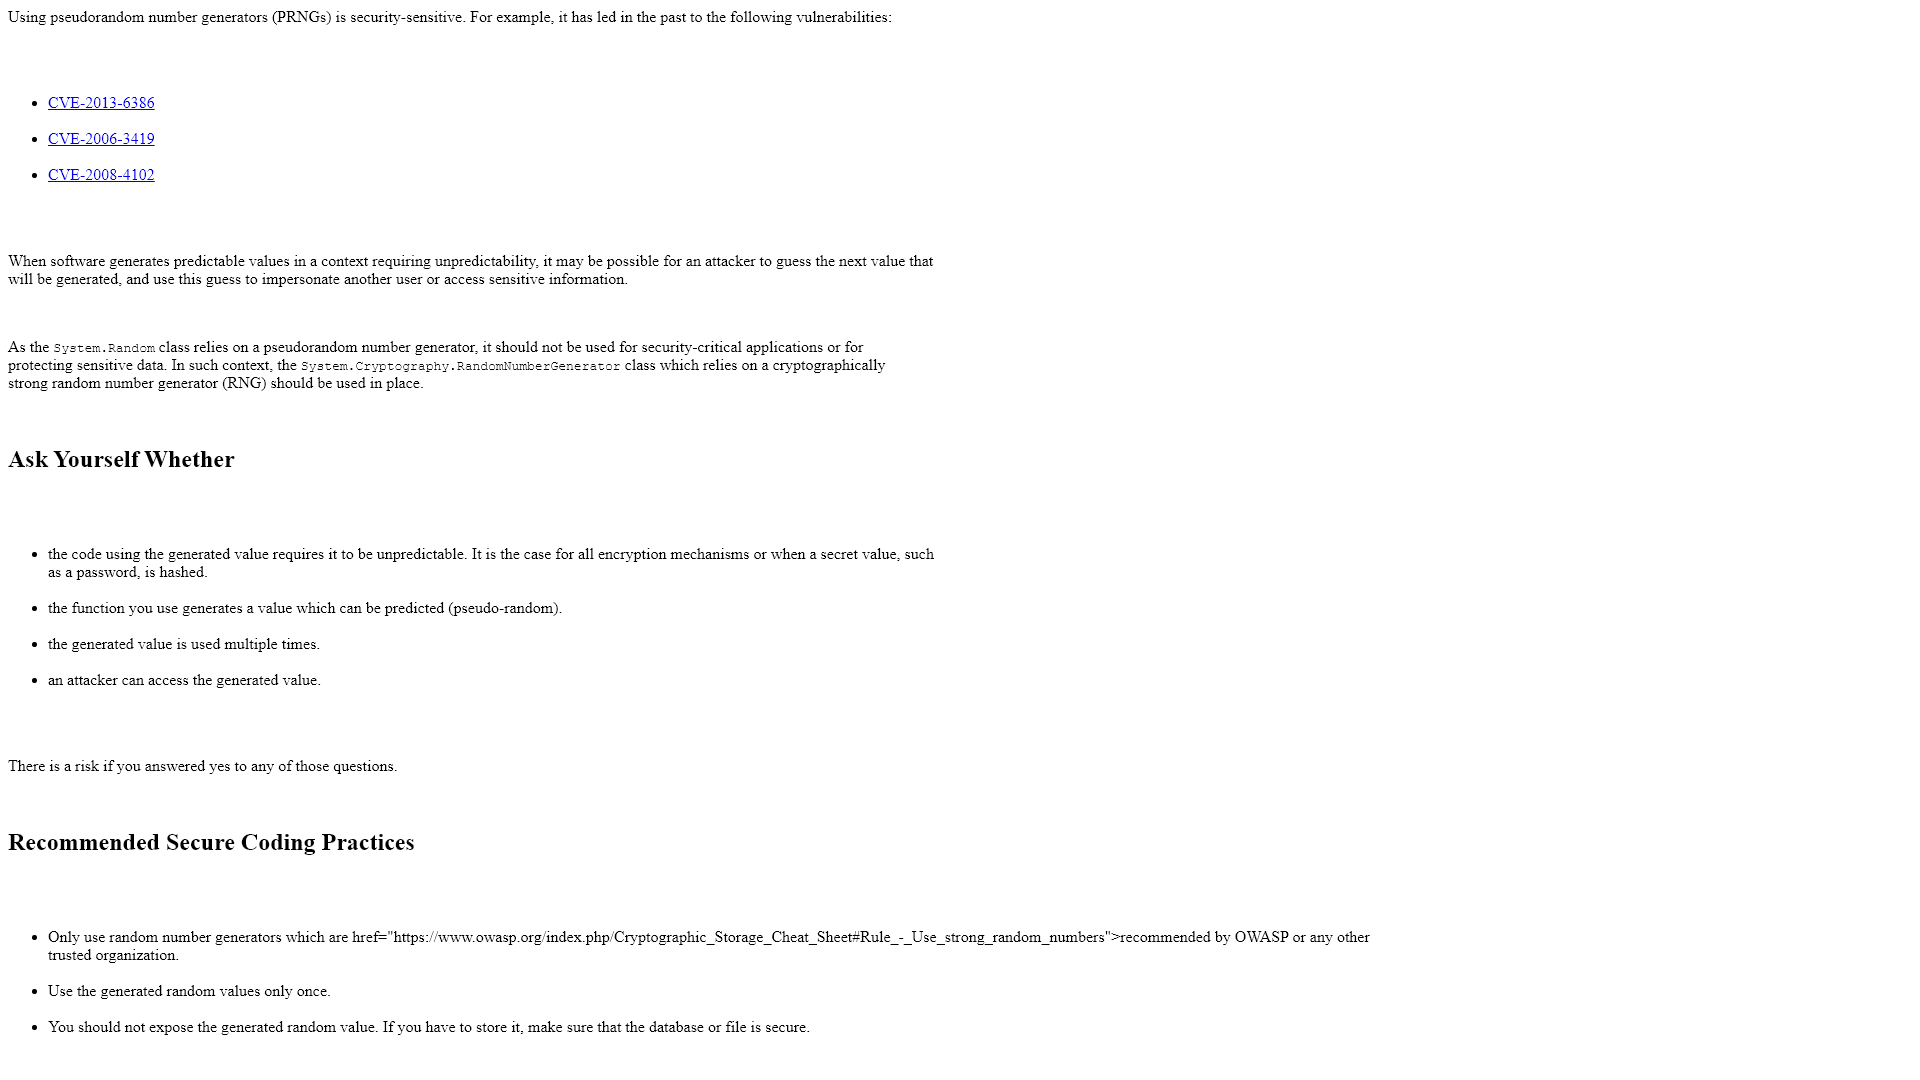 Using pseudorandom number generators (PRNGs) is security-sensitive. For example, it has led in the past to the following vulnerabilities:
• CVE-2013-6386
• CVE-2006-3419
• CVE-2008-4102
When software generates predictable values in a context requiring unpredictability, it may be possible for an attacker to guess the next value that
will be generated, and use this guess to impersonate another user or access sensitive information.
As the System.Random class relies on a pseudorandom number generator, it should not be used for security-critical applications or for
protecting sensitive data. In such context, the System.Cryptography.RandomNumberGenerator class which relies on a cryptographically
strong random number generator (RNG) should be used in place.
Ask Yourself Whether
• the code using the generated value requires it to be unpredictable. It is the case for all encryption mechanisms or when a secret value, such
as a password, is hashed.
• the function you use generates a value which can be predicted (pseudo-random).
• the generated value is used multiple times.
• an attacker can access the generated value.
There is a risk if you answered yes to any of those questions.
Recommended Secure Coding Practices
• Only use random number generators which are href="https://www.owasp.org/index.php/Cryptographic_Storage_Cheat_Sheet#Rule_-_Use_strong_random_numbers">recommended by OWASP or any other
trusted organization.
• Use the generated random values only once.
• You should not expose the generated random value. If you have to store it, make sure that the database or file is secure.